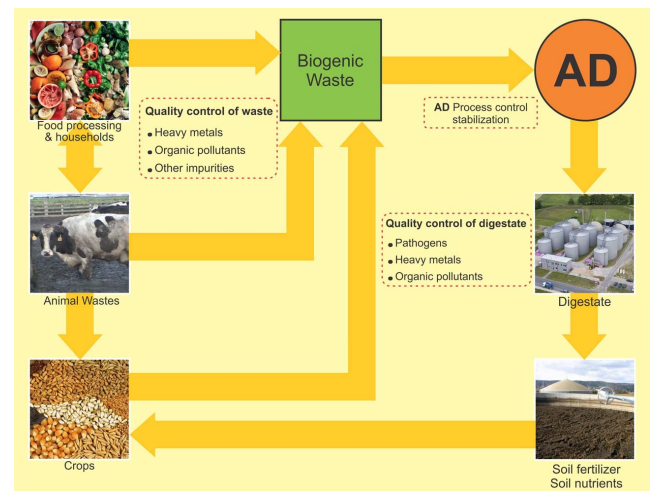 Biogenic
Waste
AD
Food processing
& households
Quality control of waste
• Heavy metals
• Organic pollutants
• Other impurities
AD Process control
stabilization
Animal Wastes
Quality control of digestate
• Pathogens
• Heavy metals
• Organic pollutants
Digestate
Crops
Soil fertilizer
Soil nutrients